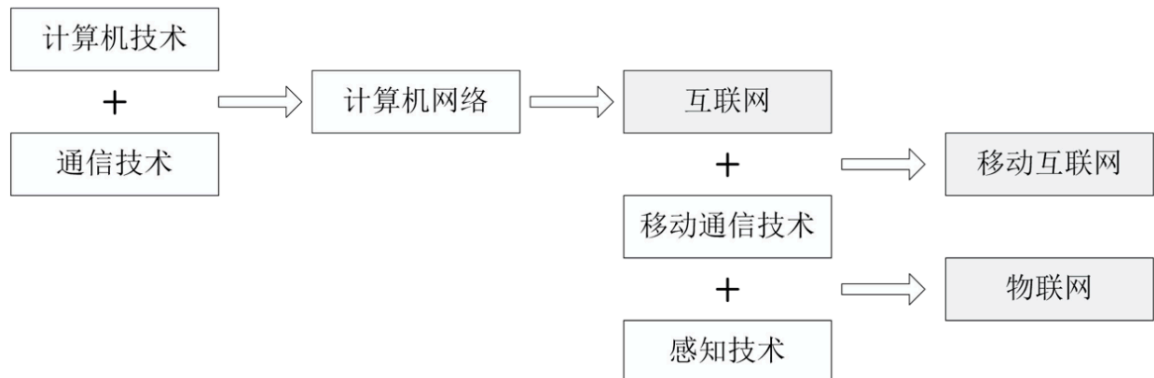 计算机技术
+
通信技术
计算机网络
互联网
+
移动通信技术
+
感知技术
移动互联网
物联网